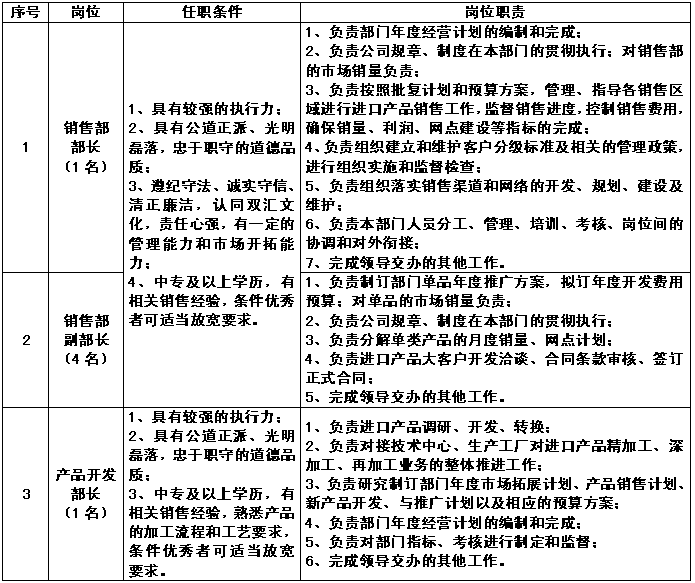 序号 岗位 任职条件 岗位职责
1
销售部
部长
（1 名）
1、具有较强的执行力；
2、具有公道正派、光明
磊落，忠于职守的道德品
质；
3、遵纪守法、诚实守信、
清正廉洁，认同双汇文
化，责任心强，有一定的
管理能力和市场开拓能
力；
4、中专及以上学历，有
相关销售经验，条件优秀
者可适当放宽要求。
1、负责部门年度经营计划的编制和完成；
2、负责公司规章、制度在本部门的贯彻执行；对销售部
的市场销量负责；
3、负责按照批复计划和预算方案，管理、指导各销售区
域进行进口产品销售工作，监督销售进度，控制销售费用，
确保销量、利润、网点建设等指标的完成；
4、负责组织建立和维护客户分级标准及相关的管理政策，
进行组织实施和监督检查；
5、负责组织落实销售渠道和网络的开发、规划、建设及
维护；
6、负责本部门人员分工、管理、培训、考核、岗位间的
协调和对外衔接；
7、完成领导交办的其他工作。
2
销售部
副部长
（4 名）
1、负责制订部门单品年度推广方案，拟订年度开发费用
预算；对单品的市场销量负责；
2、负责公司规章、制度在本部门的贯彻执行；
3、负责分解单类产品的月度销量、网点计划；
4、负责进口产品大客户开发洽谈、合同条款审核、签订
正式合同；
5、完成领导交办的其他工作。
3
产品开发
部长
（1 名）
1、具有较强的执行力；
2、具有公道正派、光明
磊落，忠于职守的道德品
质；
3、中专及以上学历，有
相关销售经验，熟悉产品
的加工流程和工艺要求，
条件优秀者可适当放宽
要求。
1、负责进口产品调研、开发、转换；
2、负责对接技术中心、生产工厂对进口产品精加工、深
加工、再加工业务的整体推进工作；
3、负责研究制订部门年度市场拓展计划、产品销售计划、
新产品开发、与推广计划以及相应的预算方案；
4、负责部门年度经营计划的编制和完成；
5、负责对部门指标、考核进行制定和监督；
6、完成领导交办的其他工作。